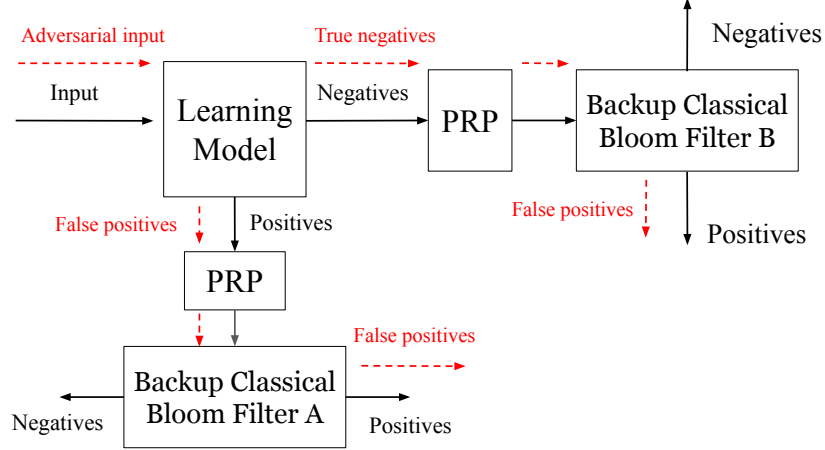 Adversarial input
True negatives
Negatives
Input
Learning
Model
Negatives
PRP
Backup Classical
Bloom Filter B
False positives
Positives
False positives
Positives
PRP
False positives
Backup Classical
Bloom Filter A
Negatives
Positives